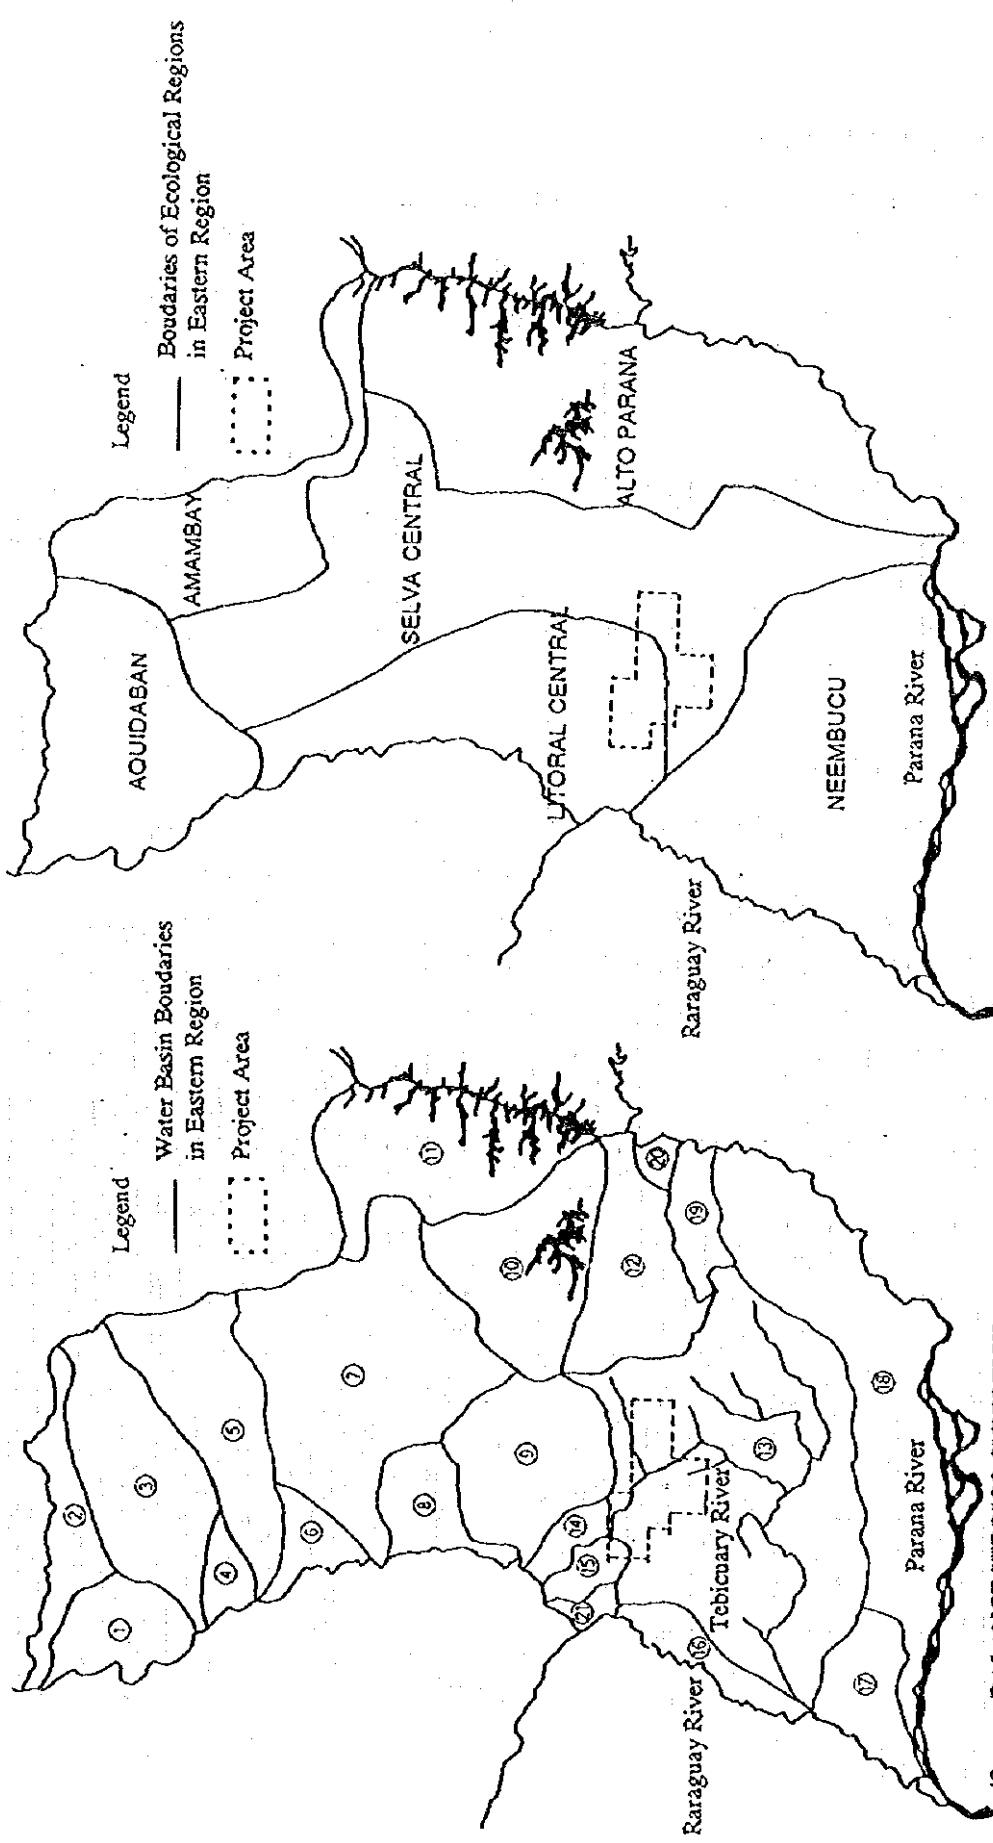 Legend
Water Basin Boudaries
in Eastern Region
Project Area
①
②
③
④
⑤
⑥
⑦
⑧
⑨
⑩
⑪
⑫
⑬
⑭
⑮
⑯
⑰
⑱
⑲
⑳
㉑
Tebicuary River
Raraguay River
Parana River
Legend
Boudaries of Ecological Regions
in Eastern Region
Project Area
AQUIDABAN
AMAMBAY
SELVA CENTRAL
LITORAL CENTRAL
ALTO PARANA
NEEMBUCU
Raraguay River
Parana River